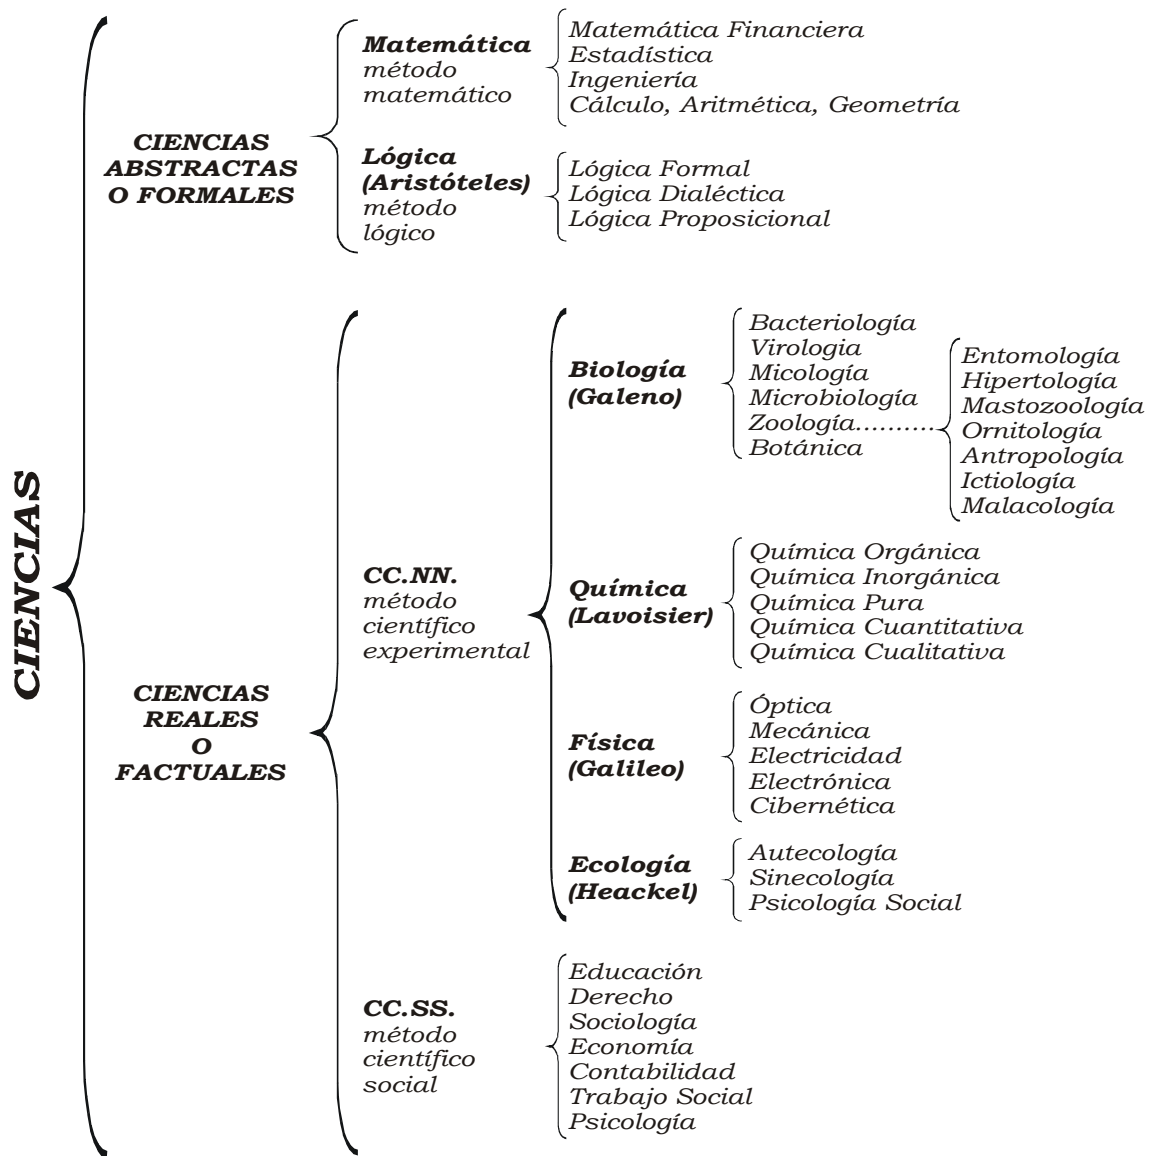 CIENCIAS
CIENCIAS
ABSTRACTAS
O FORMALES
Matemática
método
matemático
Matemática Financiera
Estadística
Ingeniería
Cálculo, Aritmética, Geometría
Lógica
(Aristóteles)
método
lógico
Lógica Formal
Lógica Dialéctica
Lógica Proposicional
CIENCIAS
REALES
O
FACTUALES
CC.NN.
método
científico
experimental
Biología
(Galeno)
Bacteriología
Virologia
Micología
Microbiología
Zoología..........
Botánica
Entomología
Hipertología
Mastozoología
Ornitología
Antropología
Ictiología
Malacología
Química
(Lavoisier)
Química Orgánica
Química Inorgánica
Química Pura
Química Cuantitativa
Química Cualitativa
Física
(Galileo)
Óptica
Mecánica
Electricidad
Electrónica
Cibernética
Ecología
(Heackel)
Autecología
Sinecología
Psicología Social
CC.SS.
método
científico
social
Educación
Derecho
Sociología
Economía
Contabilidad
Trabajo Social
Psicología